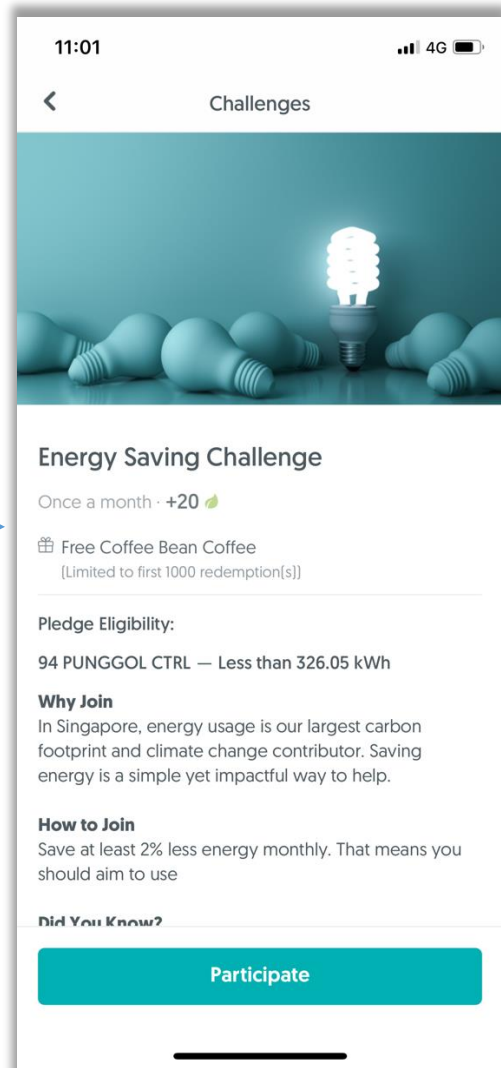 11:01
4G
Challenges
Energy Saving Challenge
Once a month · +20
Free Coffee Bean Coffee
(Limited to first 1000 redemption(s))
Pledge Eligibility:
94 PUNGGOL CTRL — Less than 326.05 kWh
Why Join
In Singapore, energy usage is our largest carbon
footprint and climate change contributor. Saving
energy is a simple yet impactful way to help.
How to Join
Save at least 2% less energy monthly. That means you
should aim to use
Did You Know?
Participate